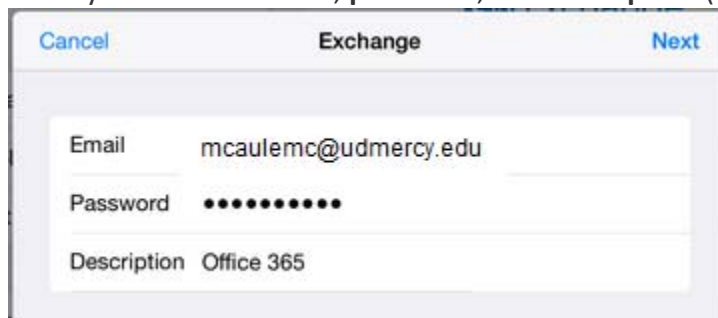 Cancel Exchange Next
Email mcaulemc@udmercy.edu
Password ••••••••••
Description Office 365